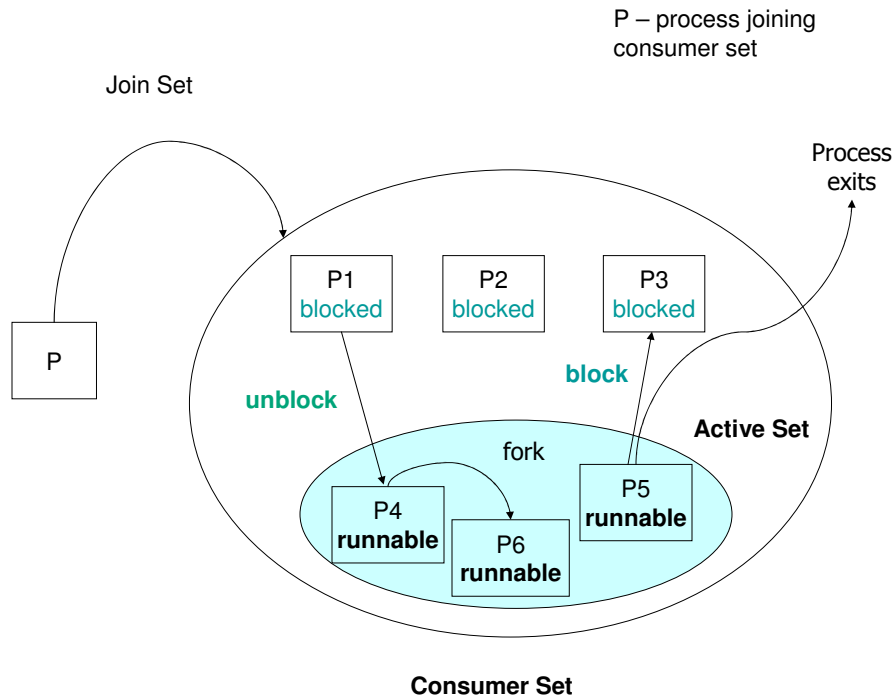 P – process joining
consumer set
Join Set
Process
exits
P1
blocked
P2
blocked
P3
blocked
P
unblock
block
Active Set
fork
P4
runnable
P6
runnable
P5
runnable
Consumer Set